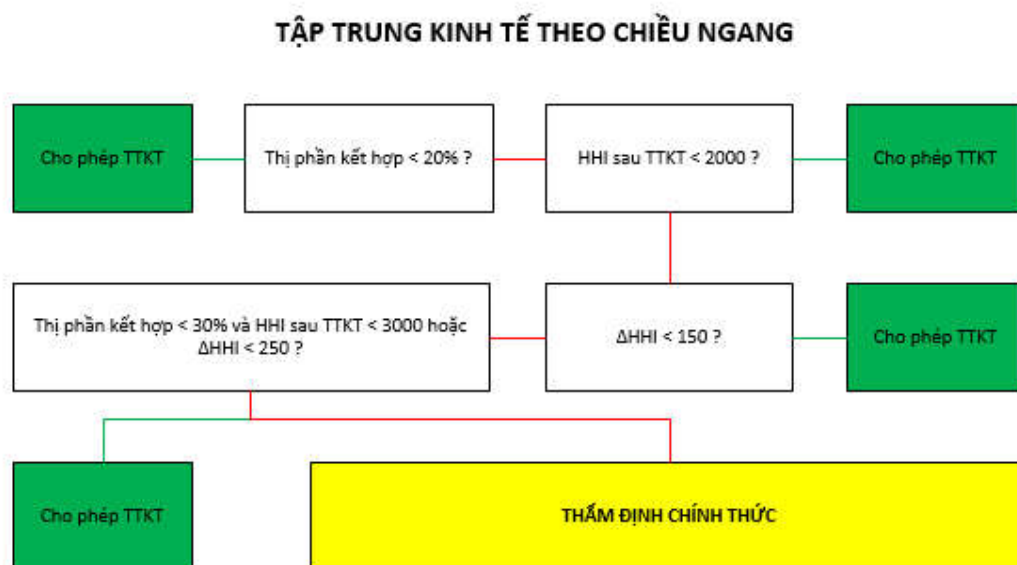 TẬP TRUNG KINH TẾ THEO CHIỀU NGANG
Cho phép TTKT
Thị phần kết hợp < 20% ?
HHI sau TTKT < 2000 ?
Cho phép TTKT
Thị phần kết hợp < 30% và HHI sau TTKT < 3000 hoặc
ΔHHI < 250 ?
ΔHHI < 150 ?
Cho phép TTKT
Cho phép TTKT
THẨM ĐỊNH CHÍNH THỨC